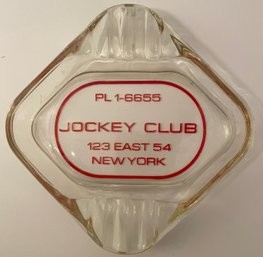 PL 1-6655
JOCKEY CLUB
123 EAST 54
NEW YORK